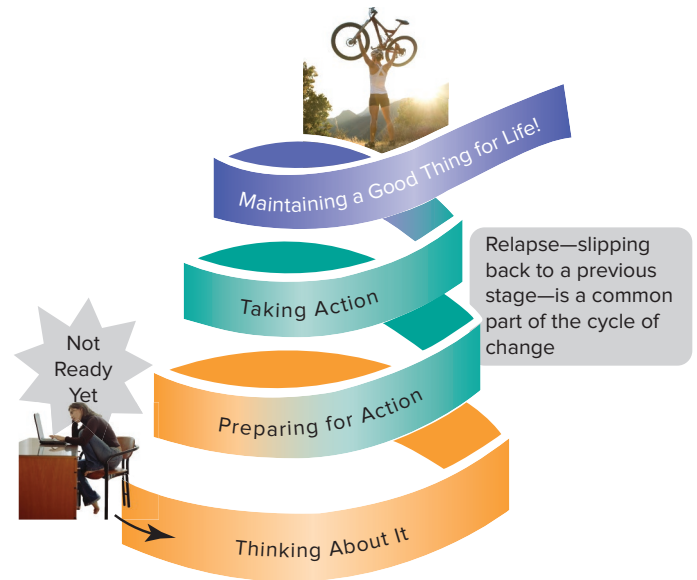 Maintaining a Good Thing for Life!
Taking Action
Relapse—slipping
back to a previous
stage—is a common
part of the cycle of
change
Not
Ready
Yet
Preparing for Action
Thinking About It